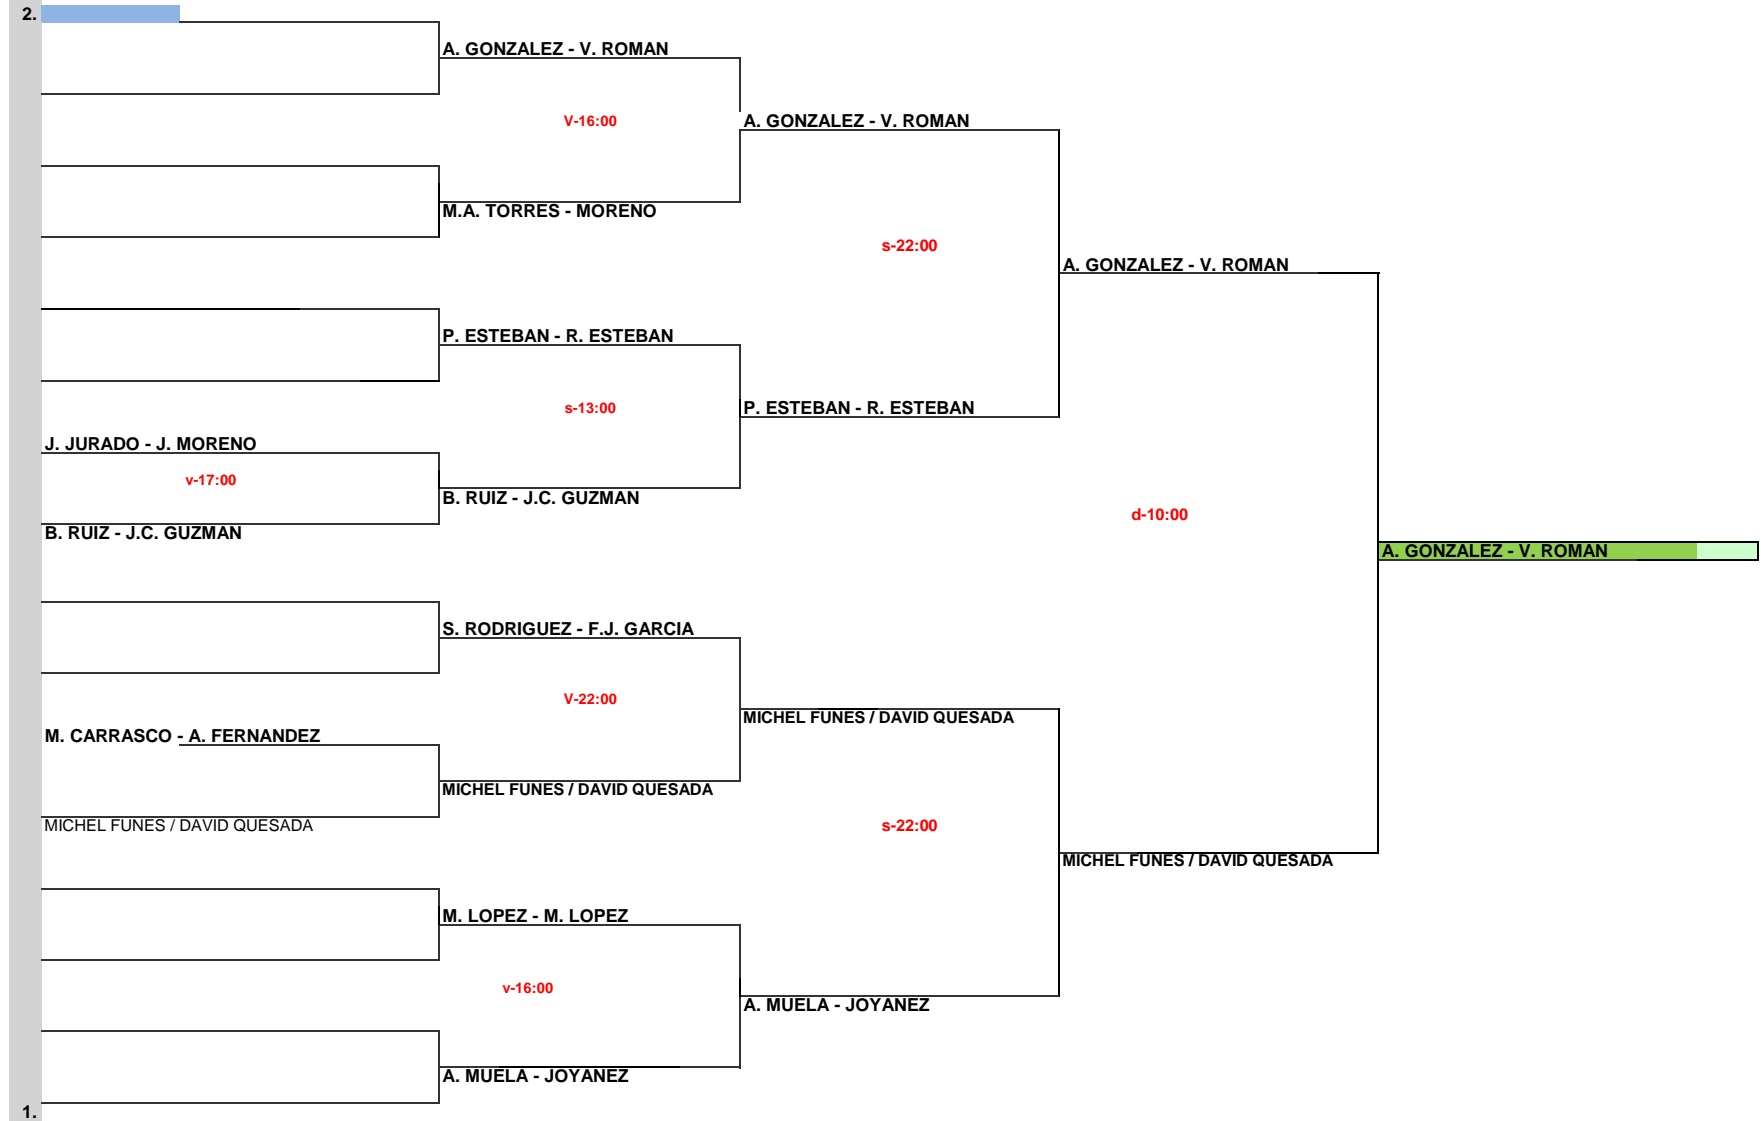 2.
A. GONZALEZ - V. ROMAN
V-16:00
A. GONZALEZ - V. ROMAN
M.A. TORRES - MORENO
s-22:00
A. GONZALEZ - V. ROMAN
P. ESTEBAN - R. ESTEBAN
s-13:00
P. ESTEBAN - R. ESTEBAN
J. JURADO - J. MORENO
v-17:00
B. RUIZ - J.C. GUZMAN
d-10:00
B. RUIZ - J.C. GUZMAN
A. GONZALEZ - V. ROMAN
S. RODRIGUEZ - F.J. GARCIA
V-22:00
MICHEL FUNES / DAVID QUESADA
M. CARRASCO - A. FERNANDEZ
MICHEL FUNES / DAVID QUESADA
MICHEL FUNES / DAVID QUESADA
s-22:00
MICHEL FUNES / DAVID QUESADA
M. LOPEZ - M. LOPEZ
v-16:00
A. MUELA - JOYANEZ
A. MUELA - JOYANEZ
1.